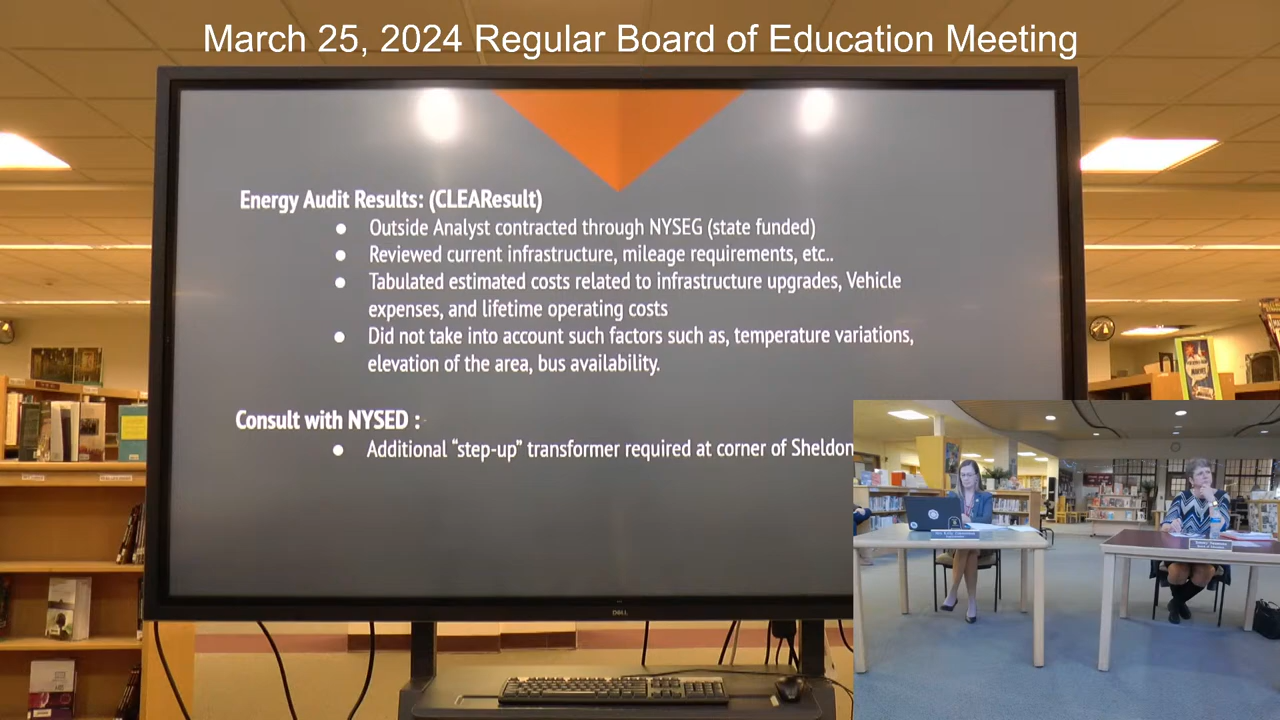 March 25, 2024 Regular Board of Education Meeting
Energy Audit Results: (CLEAResult)
● Outside Analyst contracted through NYSEG (state funded)
● Reviewed current infrastructure, mileage requirements, etc..
● Tabulated estimated costs related to infrastructure upgrades, Vehicle
expenses, and lifetime operating costs
● Did not take into account such factors such as, temperature variations,
elevation of the area, bus availability.
Consult with NYSED :
● Additional “step-up” transformer required at corner of Sheldon
DELL